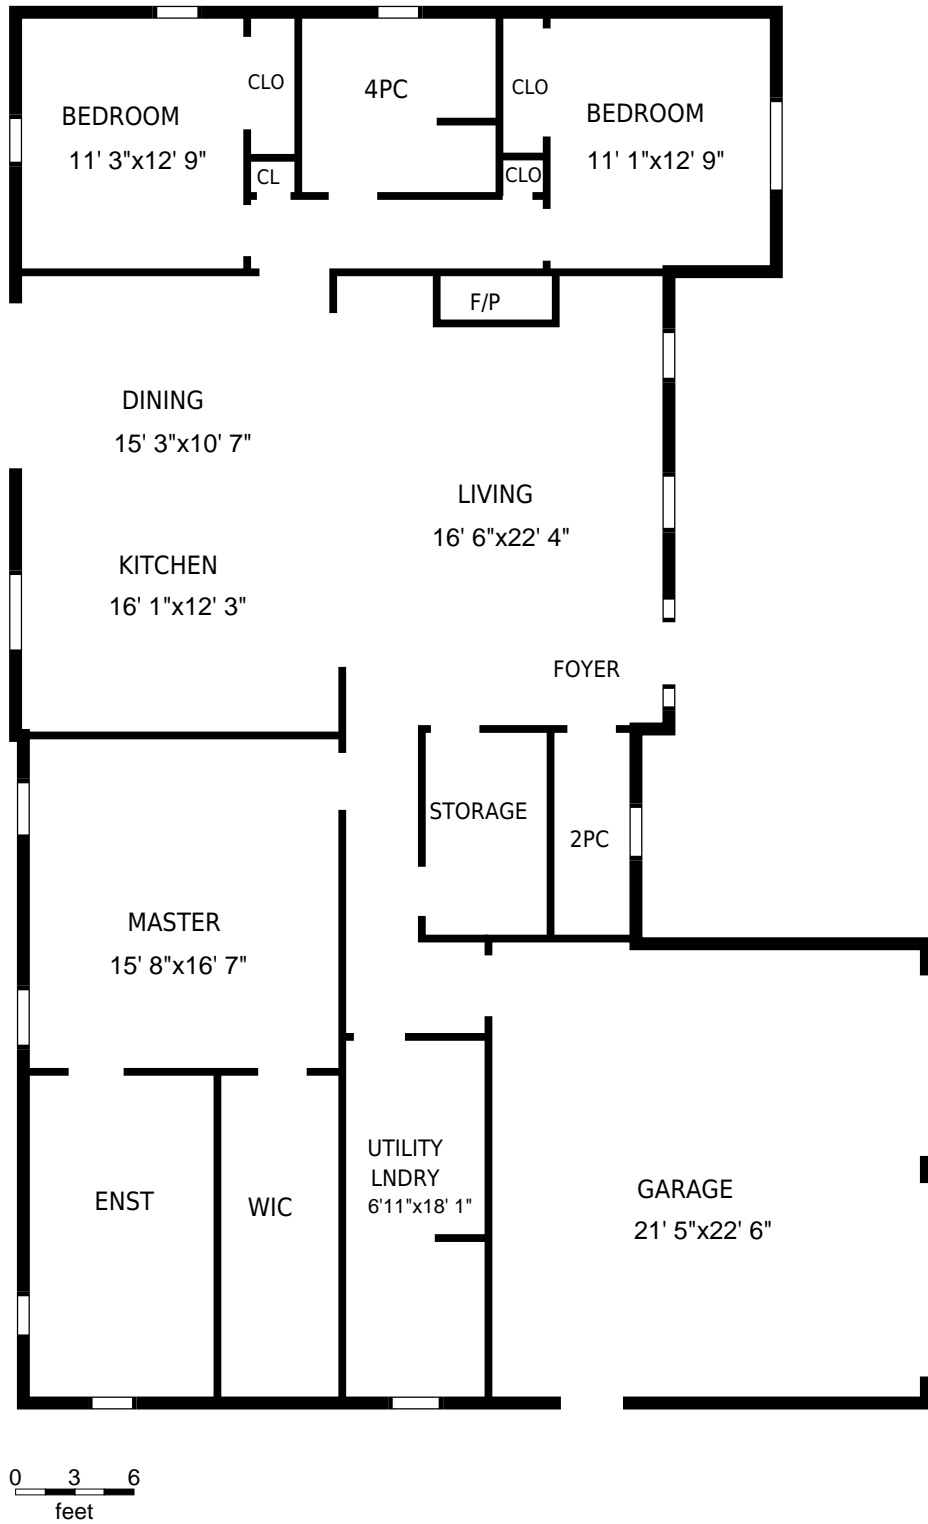 CLO
4PC
CLO
BEDROOM
11' 3"x12' 9"
BEDROOM
11' 1"x12' 9"
CL
CLO
F/P
DINING
15' 3"x10' 7"
LIVING
16' 6"x22' 4"
KITCHEN
16' 1"x12' 3"
FOYER
STORAGE
2PC
MASTER
15' 8"x16' 7"
UTILITY
LNDRY
6'11"x18' 1"
ENST
WIC
GARAGE
21' 5"x22' 6"
0 3 6
feet